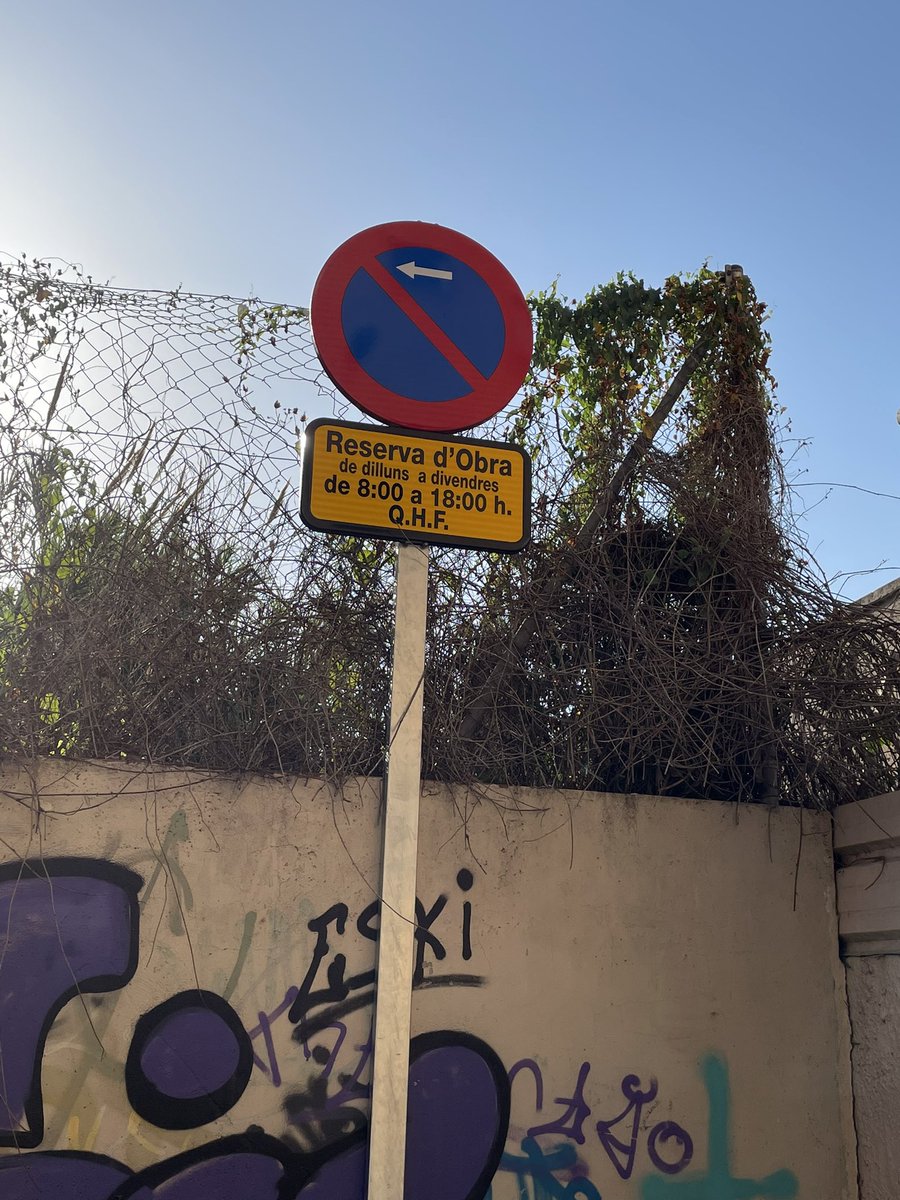 Reserva d'Obra
de dilluns a divendres
de 8:00 a 18:00 h.
Q.H.F.